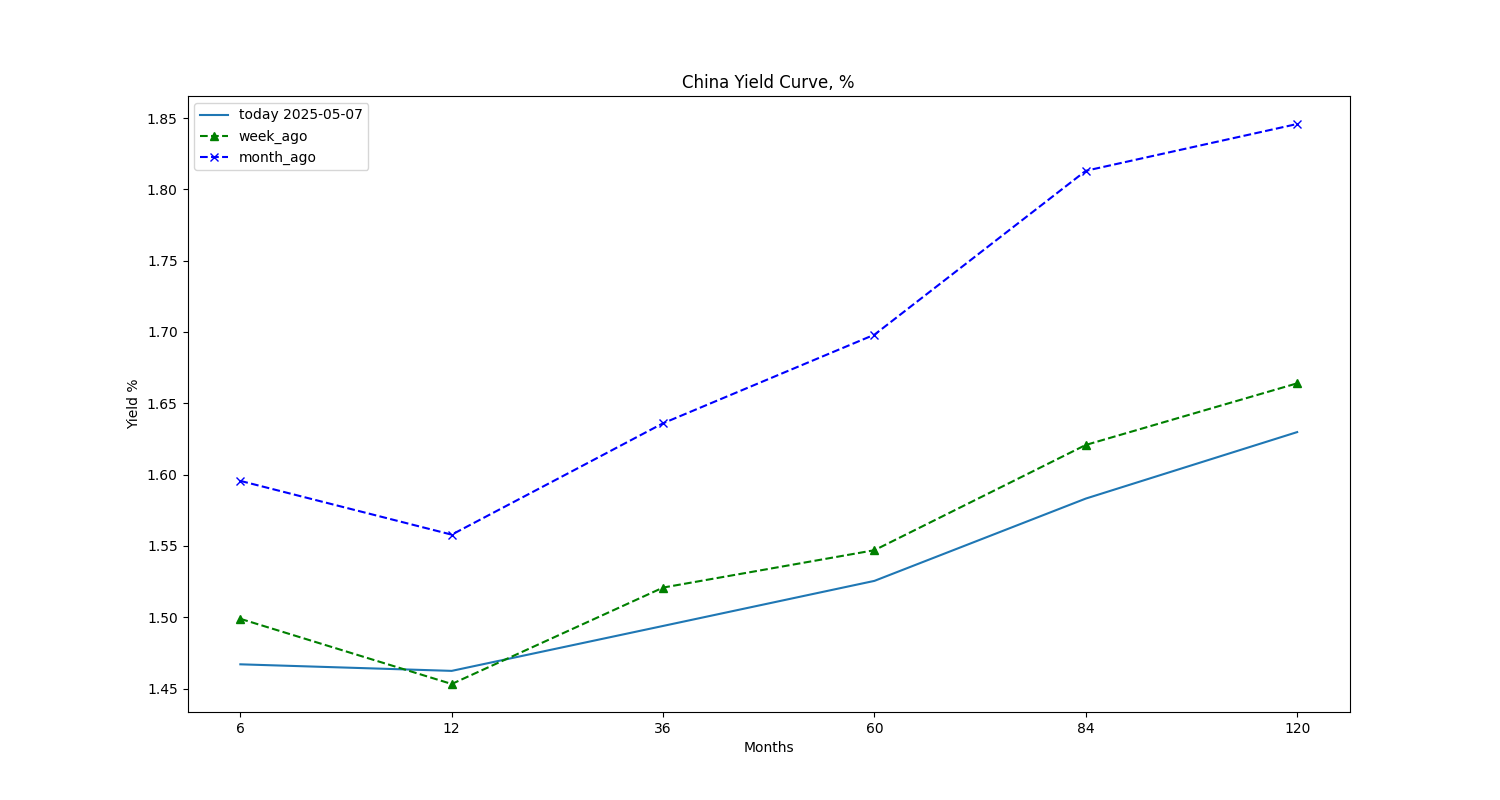 China Yield Curve, %
today 2025-05-07
week_ago
month_ago
1.85
1.80
1.75
1.70
1.65
1.60
1.55
1.50
1.45
Yield %
6 12 36 60 84 120
Months